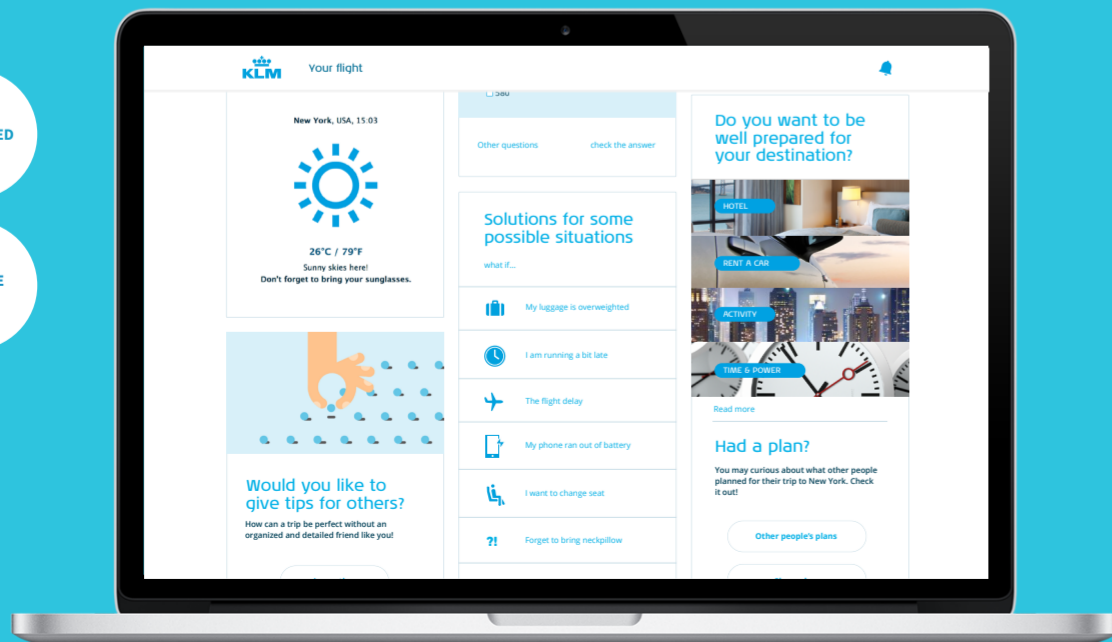 KLM
Your flight
ED
E
New York, USA, 15:03
26°C / 79°F
Sunny skies here!
Don't forget to bring your sunglasses.
Would you like to
give tips for others?
How can a trip be perfect without an
organized and detailed friend like you!
580
Other questions
check the answer
Solutions for some
possible situations
what if...
My luggage is overweighted
I am running a bit late
The flight delay
My phone ran out of battery
I want to change seat
?!
Forget to bring neckpillow
Do you want to be
well prepared for
your destination?
HOTEL
RENT A CAR
ACTIVITY
TIME & POWER
Read more
Had a plan?
You may curious about what other people
planned for their trip to New York. Check
it out!
Other people's plans